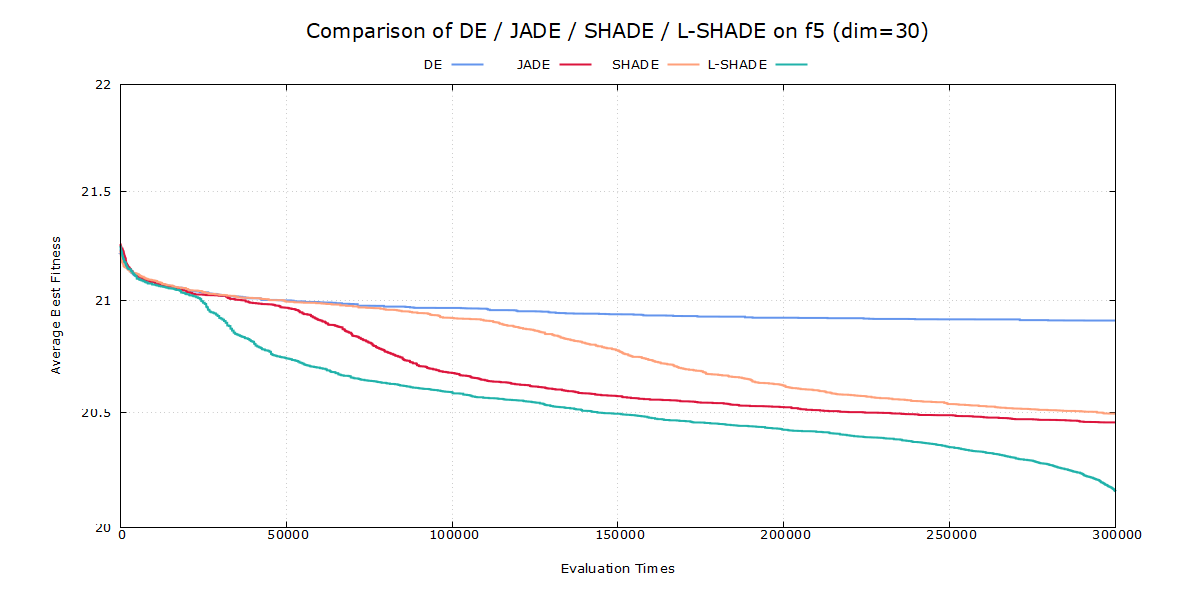 Comparison of DE / JADE / SHADE / L-SHADE on f5 (dim=30)
DE JADE SHADE L-SHADE
22
21.5
21
20.5
20
Average Best Fitness
0 50000 100000 150000 200000 250000 300000
Evaluation Times